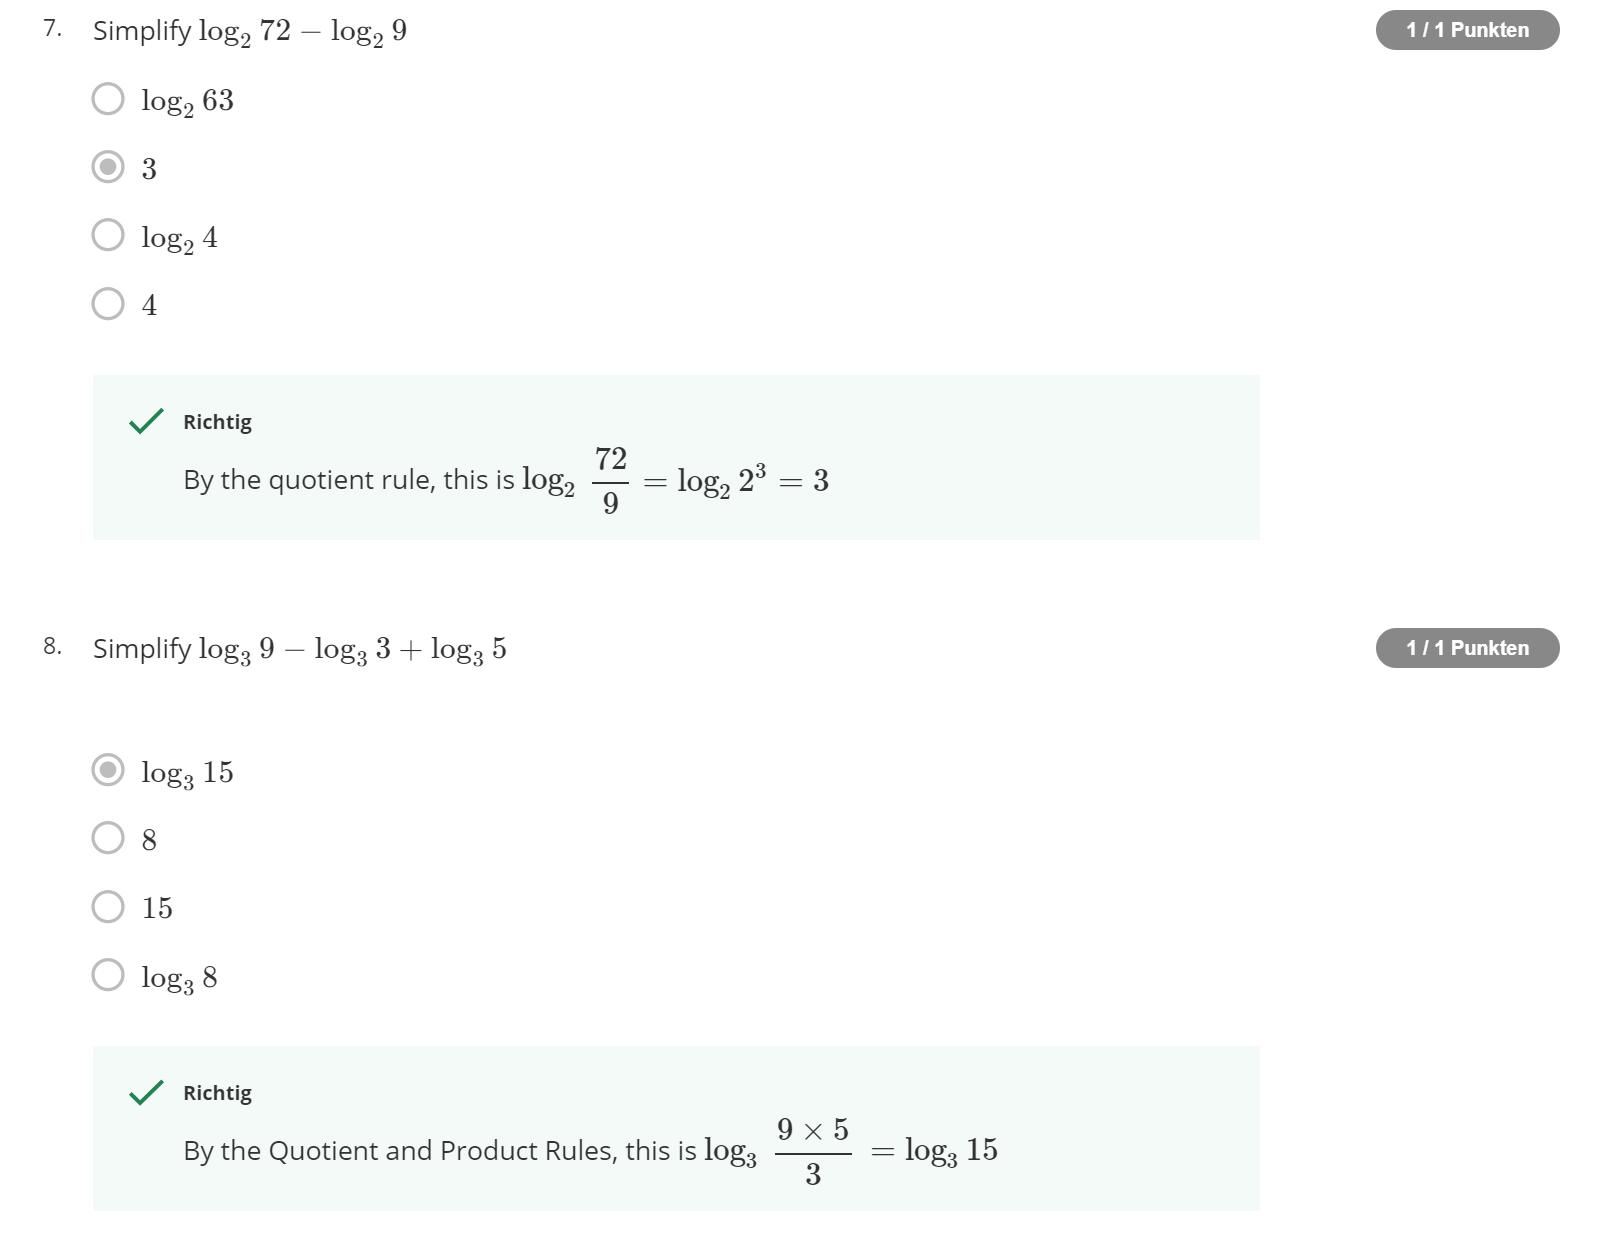 7. Simplify log₂ 72 − log₂ 9
1 / 1 Punkten
log₂ 63
3
log₂ 4
4
Richtig
By the quotient rule, this is log₂ 72/9 = log₂ 2³ = 3
8. Simplify log₃ 9 − log₃ 3 + log₃ 5
1 / 1 Punkten
log₃ 15
8
15
log₃ 8
Richtig
By the Quotient and Product Rules, this is log₃ 9 × 5/3 = log₃ 15